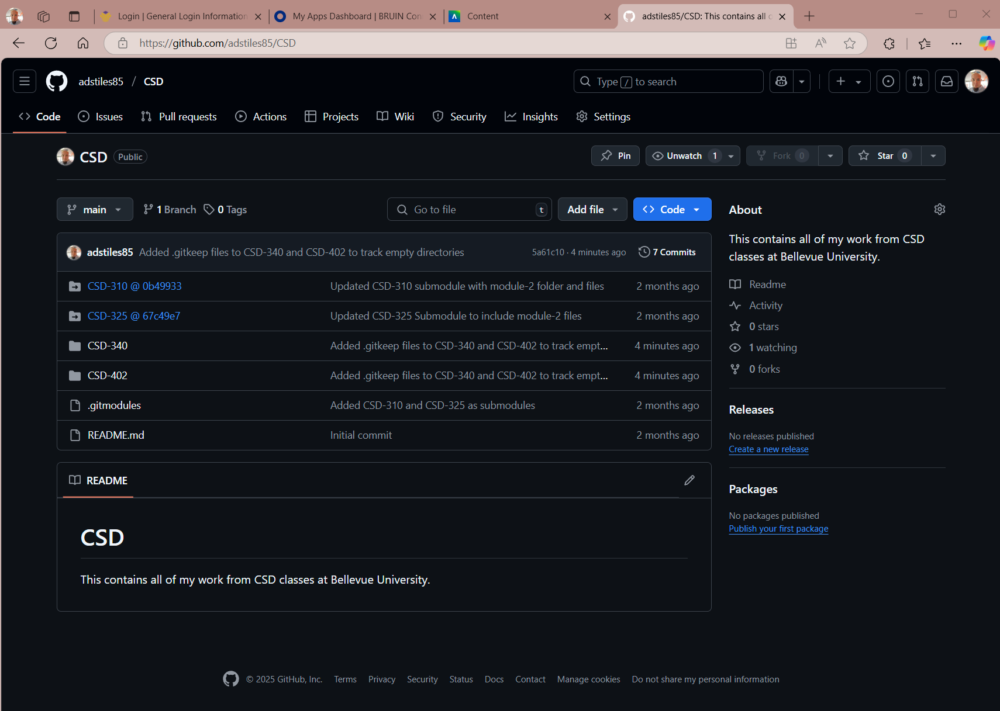 Login | General Login Information
My Apps Dashboard | BRUIN Con
Content
adstiles85/CSD: This contains all o
https://github.com/adstiles85/CSD
adstiles85 / CSD
Type / to search
Code
Issues
Pull requests
Actions
Projects
Wiki
Security
Insights
Settings
CSD Public
Pin
Unwatch 1
Fork 0
Star 0
main
1 Branch
0 Tags
Go to file t
Add file
Code
adstiles85 Added .gitkeep files to CSD-340 and CSD-402 to track empty directories 5a61c10 · 4 minutes ago 7 Commits
CSD-310 @ 0b49933 Updated CSD-310 submodule with module-2 folder and files 2 months ago
CSD-325 @ 67c49e7 Updated CSD-325 Submodule to include module-2 files 2 months ago
CSD-340 Added .gitkeep files to CSD-340 and CSD-402 to track empt... 4 minutes ago
CSD-402 Added .gitkeep files to CSD-340 and CSD-402 to track empt... 4 minutes ago
.gitmodules Added CSD-310 and CSD-325 as submodules 2 months ago
README.md Initial commit 2 months ago
README
CSD
This contains all of my work from CSD classes at Bellevue University.
About
This contains all of my work from CSD
classes at Bellevue University.
Readme
Activity
0 stars
1 watching
0 forks
Releases
No releases published
Create a new release
Packages
No packages published
Publish your first package
© 2025 GitHub, Inc. Terms Privacy Security Status Docs Contact Manage cookies Do not share my personal information